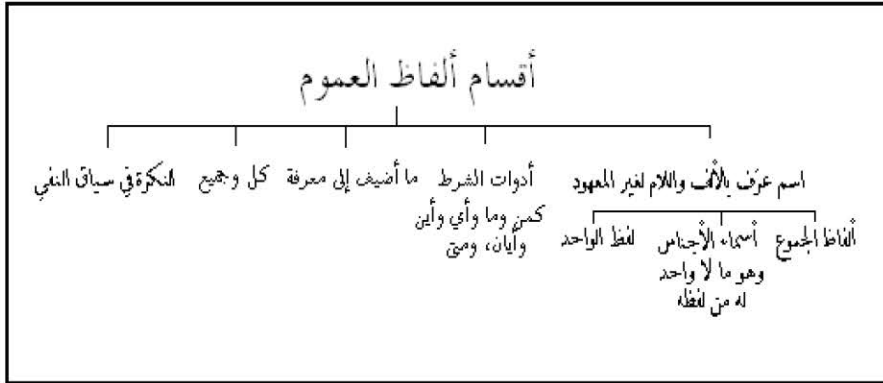 أقسام ألفاظ العموم
اسم عرّف بالألف واللام لغير المعهود
ألفاظ الجموع
أسماء الأجناس
وهو ما لا واحد
له من لفظه
لفظ الواحد
أدوات الشرط
كمن وما وأي وأين
وأيان، ومتى
ما أضيف إلى معرفة
كل وجميع
النكرة في سياق النفي